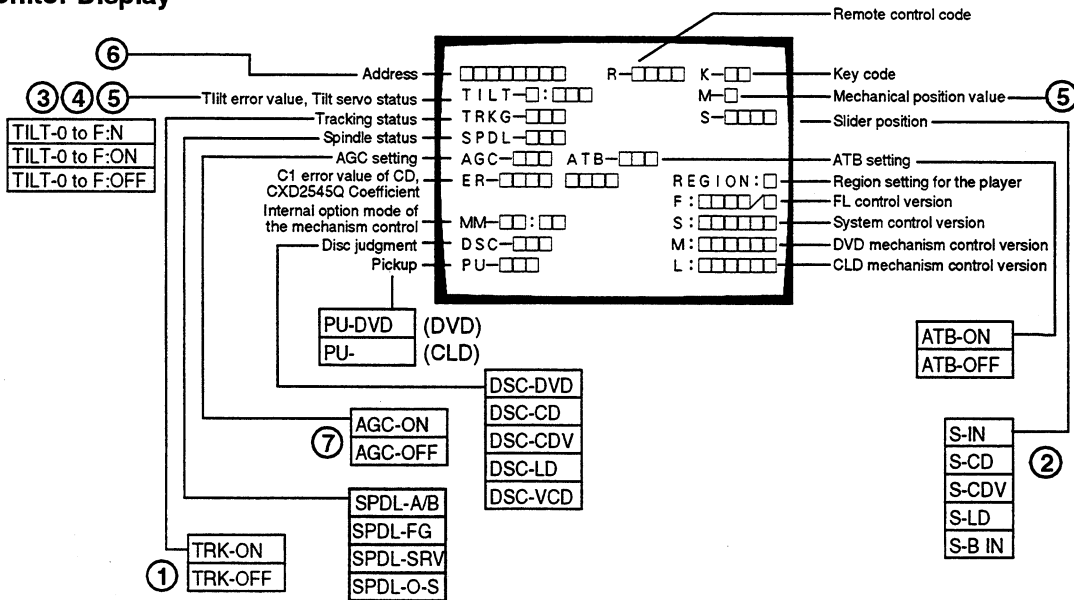 onitor Display
Remote control code
⑥
Address
R–□□□□ K–□□
Key code
③ ④ ⑤
Tlilt error value, Tilt servo status
TILT–□:□□□
M–□
Mechanical position value
⑤
Tracking status
TRKG–□□□
S–□□□□
Slider position
TILT-0 to F:N
TILT-0 to F:ON
TILT-0 to F:OFF
Spindle status
SPDL–□□□
AGC setting
AGC–□□□ ATB–□□□
ATB setting
C1 error value of CD,
CXD2545Q Coefficient
ER–□□□□ □□□□
REGION:□
Region setting for the player
F:□□□□/□
FL control version
Internal option mode of
the mechanism control
MM–□□:□□
S:□□□□□□
System control version
Disc judgment
DSC–□□□
M:□□□□□□
DVD mechanism control version
Pickup
PU–□□□
L:□□□□□□
CLD mechanism control version
PU-DVD (DVD)
PU- (CLD)
ATB-ON
ATB-OFF
DSC-DVD
DSC-CD
DSC-CDV
DSC-LD
DSC-VCD
⑦
AGC-ON
AGC-OFF
S-IN
S-CD
S-CDV
S-LD
S-B IN
②
SPDL-A/B
SPDL-FG
SPDL-SRV
SPDL-O-S
①
TRK-ON
TRK-OFF